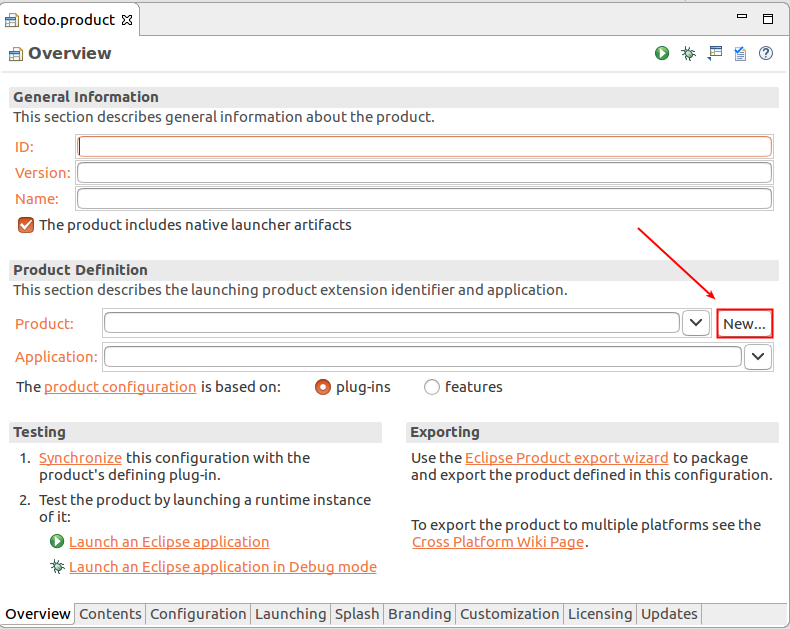 todo.product
Overview
General Information
This section describes general information about the product.
ID:
Version:
Name:
The product includes native launcher artifacts
Product Definition
This section describes the launching product extension identifier and application.
Product:
New...
Application:
The product configuration is based on: plug-ins features
Testing
1. Synchronize this configuration with the
product's defining plug-in.
2. Test the product by launching a runtime instance
of it:
Launch an Eclipse application
Launch an Eclipse application in Debug mode
Exporting
Use the Eclipse Product export wizard to package
and export the product defined in this configuration.
To export the product to multiple platforms see the
Cross Platform Wiki Page.
Overview Contents Configuration Launching Splash Branding Customization Licensing Updates